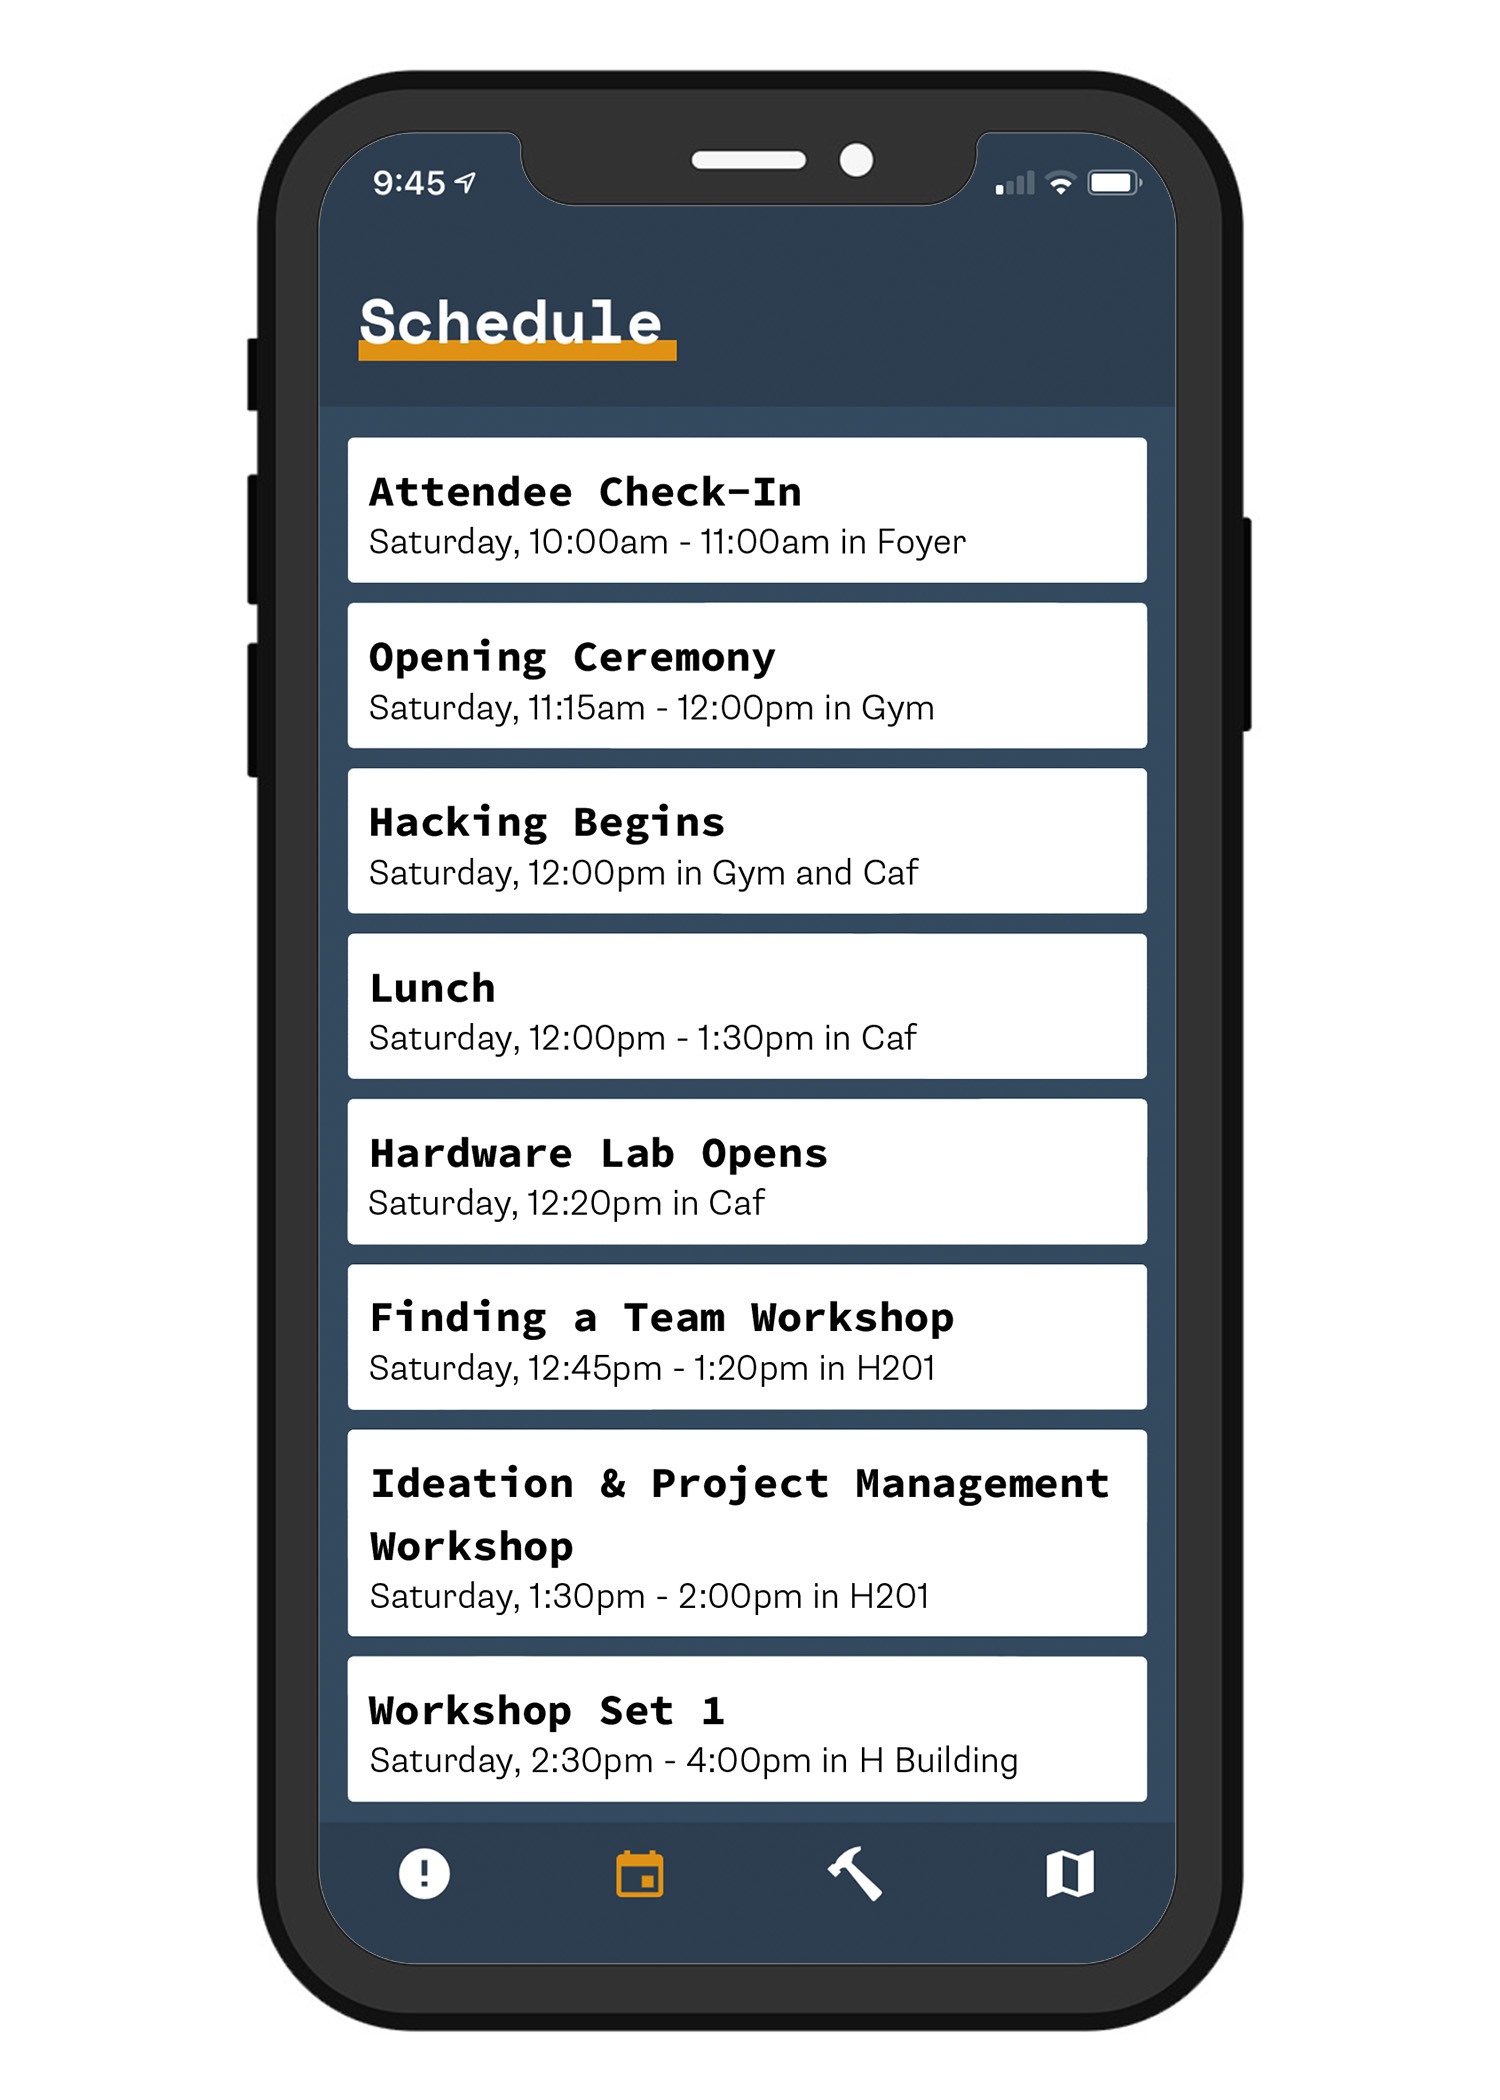 9:45
Schedule
Attendee Check-In
Saturday, 10:00am - 11:00am in Foyer
Opening Ceremony
Saturday, 11:15am - 12:00pm in Gym
Hacking Begins
Saturday, 12:00pm in Gym and Caf
Lunch
Saturday, 12:00pm - 1:30pm in Caf
Hardware Lab Opens
Saturday, 12:20pm in Caf
Finding a Team Workshop
Saturday, 12:45pm - 1:20pm in H201
Ideation & Project Management
Workshop
Saturday, 1:30pm - 2:00pm in H201
Workshop Set 1
Saturday, 2:30pm - 4:00pm in H Building